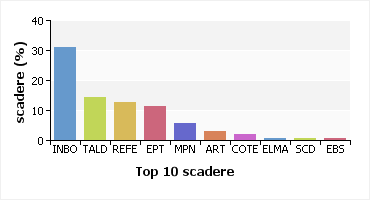 40
30
20
10
0
scadere (%)
INBO TALD REFE EPT MPN ART COTE ELMA SCD EBS
Top 10 scadere